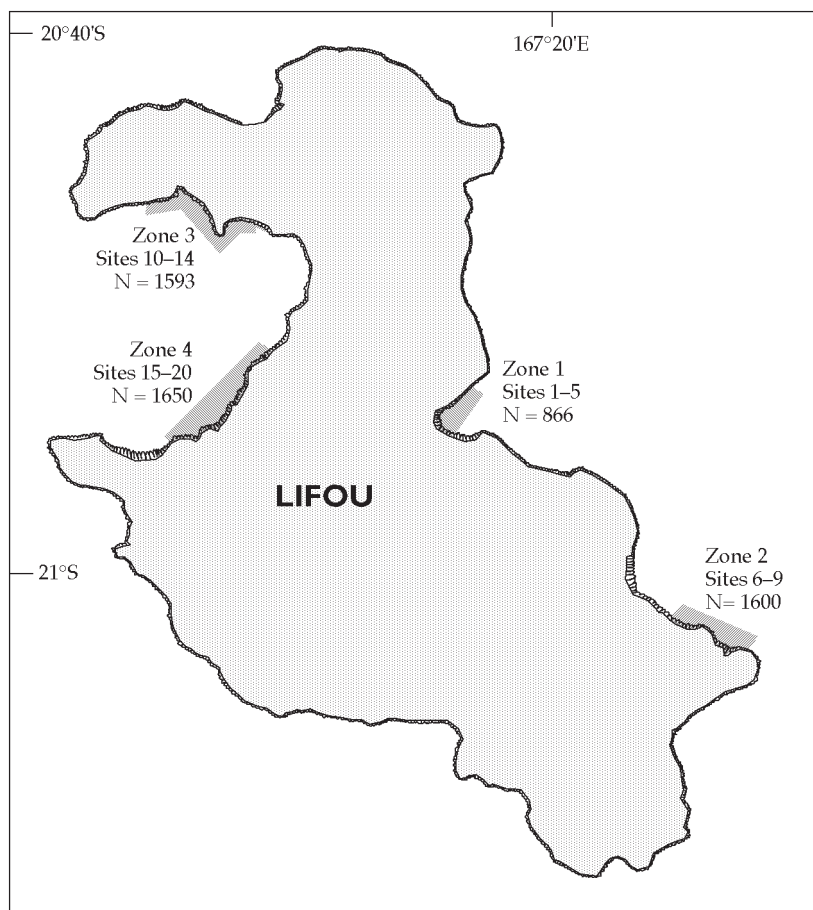 20°40'S
167°20'E
Zone 3
Sites 10–14
N = 1593
Zone 4
Sites 15–20
N = 1650
Zone 1
Sites 1–5
N = 866
LIFOU
21°S
Zone 2
Sites 6–9
N= 1600